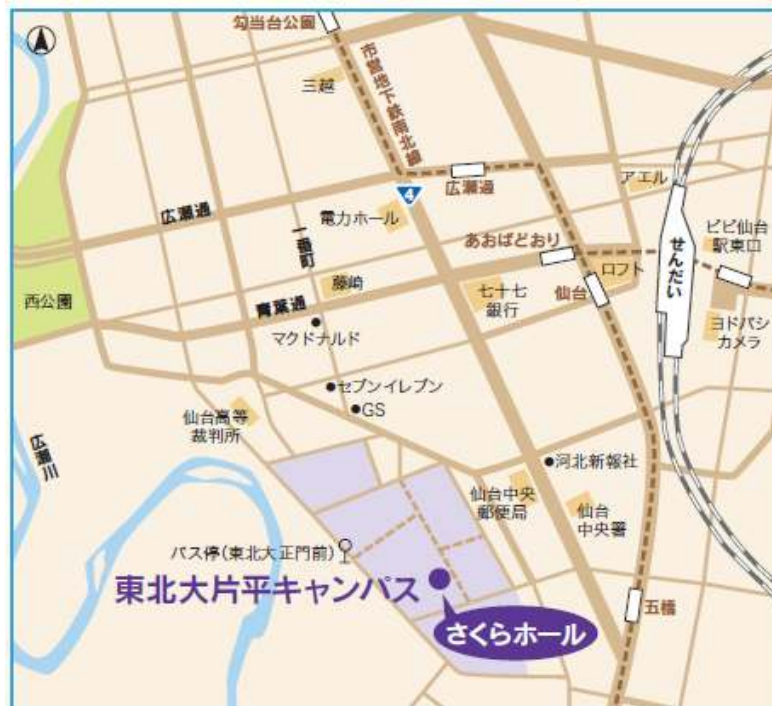 勾当台公園
市営地下鉄南北線
三越
広瀬通
4
アエル
広瀬通
電力ホール
一番町
あおばどおり
せんだい
ビビ仙台
駅東口
ロフト
西公園
藤崎
七十七
銀行
仙台
青葉通
マクドナルド
ヨドバシ
カメラ
セブンイレブン
GS
仙台高等
裁判所
広瀬川
河北新報社
仙台中央
郵便局
仙台
中央署
バス停(東北大正門前)
東北大片平キャンパス
五橋
さくらホール